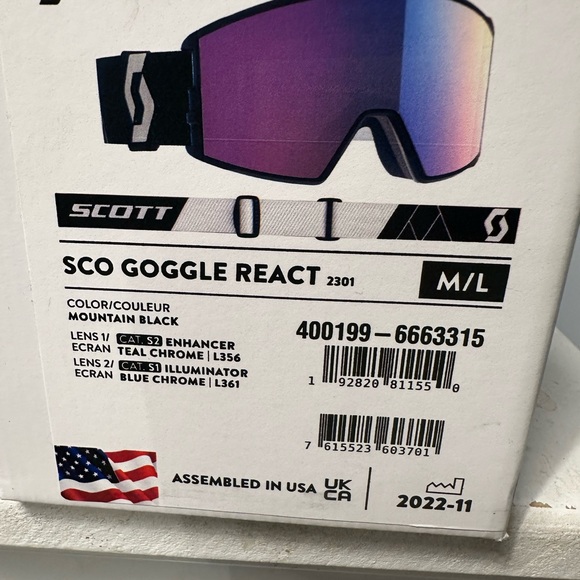 SCOTT
SCO GOGGLE REACT 2301
M/L
COLOR/COULEUR
MOUNTAIN BLACK
LENS 1/ CAT. S2 ENHANCER
ECRAN TEAL CHROME | L356
LENS 2/ CAT. S1 ILLUMINATOR
ECRAN BLUE CHROME | L361
400199-6663315
1 92820 81155 0
7 615523 603701
ASSEMBLED IN USA UK
CA
2022-11